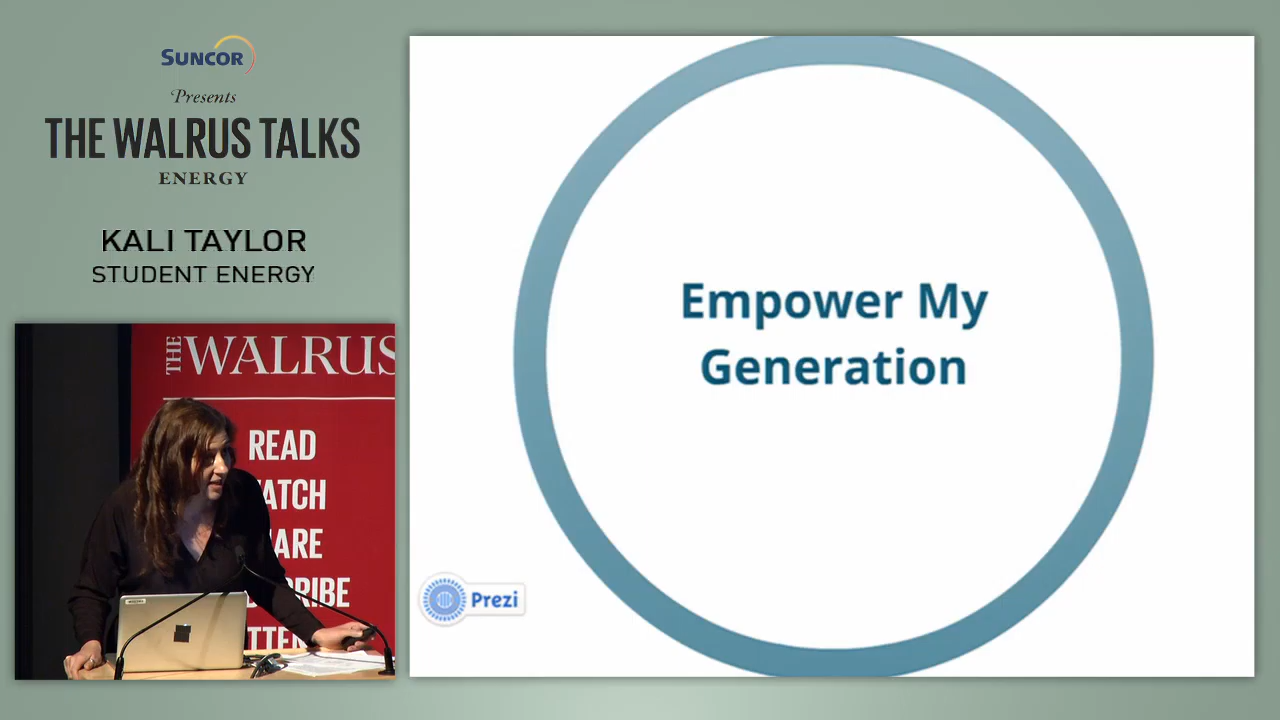 SUNCOR
Presents
THE WALRUS TALKS
ENERGY
KALI TAYLOR
STUDENT ENERGY
THE WALRUS
READ
Empower My
Generation
Prezi